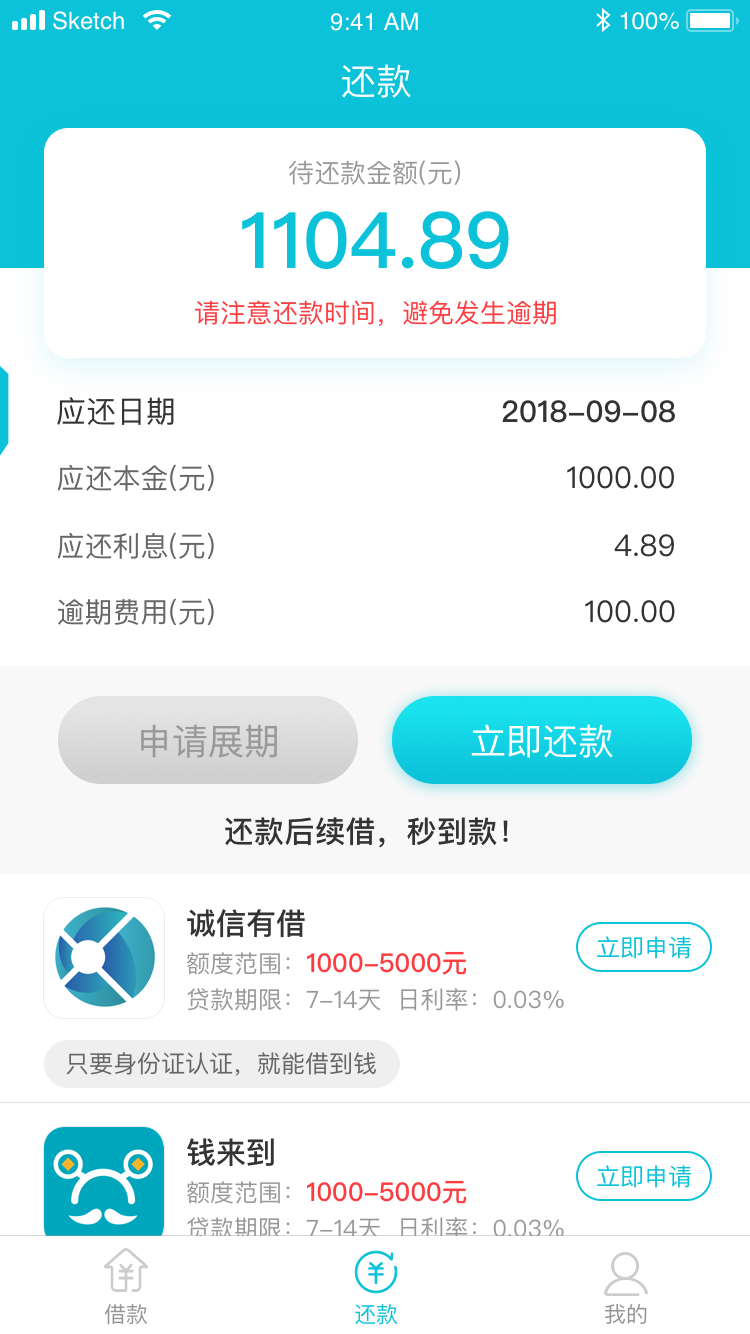 Sketch 9:41 AM 100%
还款
待还款金额(元)
1104.89
请注意还款时间，避免发生逾期
应还日期 2018-09-08
应还本金(元) 1000.00
应还利息(元) 4.89
逾期费用(元) 100.00
申请展期 立即还款
还款后续借，秒到款！
诚信有借
额度范围：1000-5000元
立即申请
贷款期限：7-14天 日利率：0.03%
只要身份证认证，就能借到钱
钱来到
额度范围：1000-5000元
立即申请
贷款期限：7-14天 日利率：0.03%
借款 还款 我的